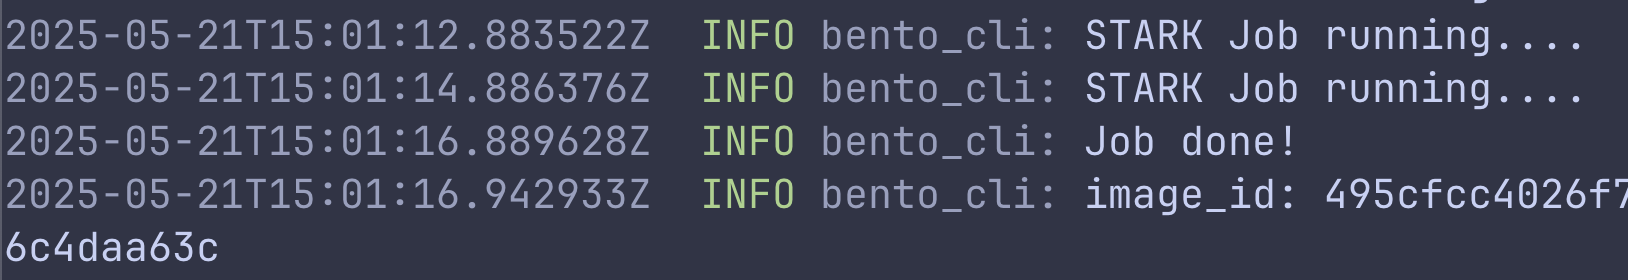 2025-05-21T15:01:12.883522Z  INFO bento_cli: STARK Job running....
2025-05-21T15:01:14.886376Z  INFO bento_cli: STARK Job running....
2025-05-21T15:01:16.889628Z  INFO bento_cli: Job done!
2025-05-21T15:01:16.942933Z  INFO bento_cli: image_id: 495cfcc4026f7
6c4daa63c